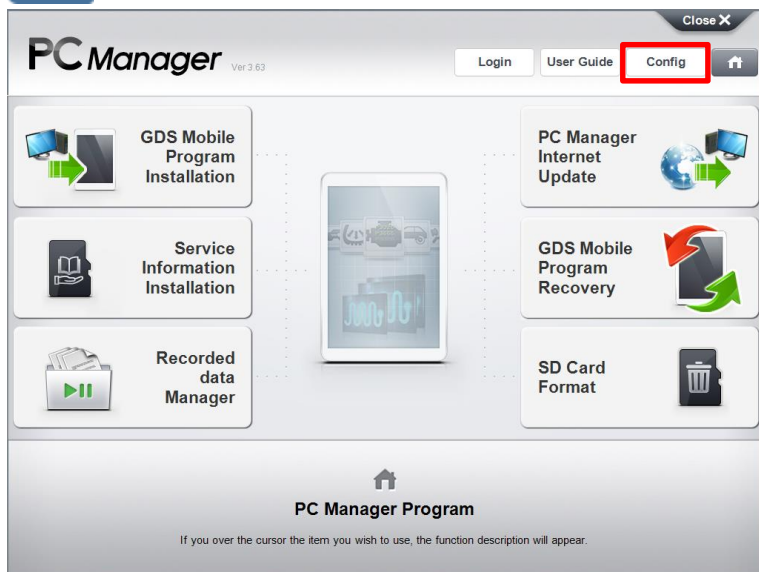 Close X
PC Manager Ver 3.63
Login
User Guide
Config
GDS Mobile
Program
Installation
PC Manager
Internet
Update
Service
Information
Installation
GDS Mobile
Program
Recovery
Recorded
data
Manager
SD Card
Format
PC Manager Program
If you over the cursor the item you wish to use, the function description will appear.